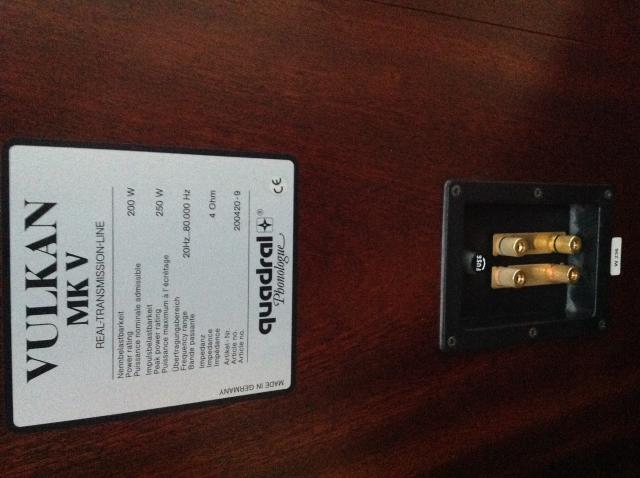 VULKAN
MK V
REAL-TRANSMISSION-LINE
Nennbelastbarkeit
Power rating 200 W
Puissance nominale admissible
Impulsbelastbarkeit
Peak power rating 250 W
Puissance maximum à l'écrêtage
Übertragungsbereich
Frequency range 20Hz..80.000 Hz
Bande passante
Impedanz
Impedance 4 Ohm
Impédance
Artikel-Nr.
Article no. 200420-9
Article no.
quadral ®
Phonologue
CE
MADE IN GERMANY
FUSE